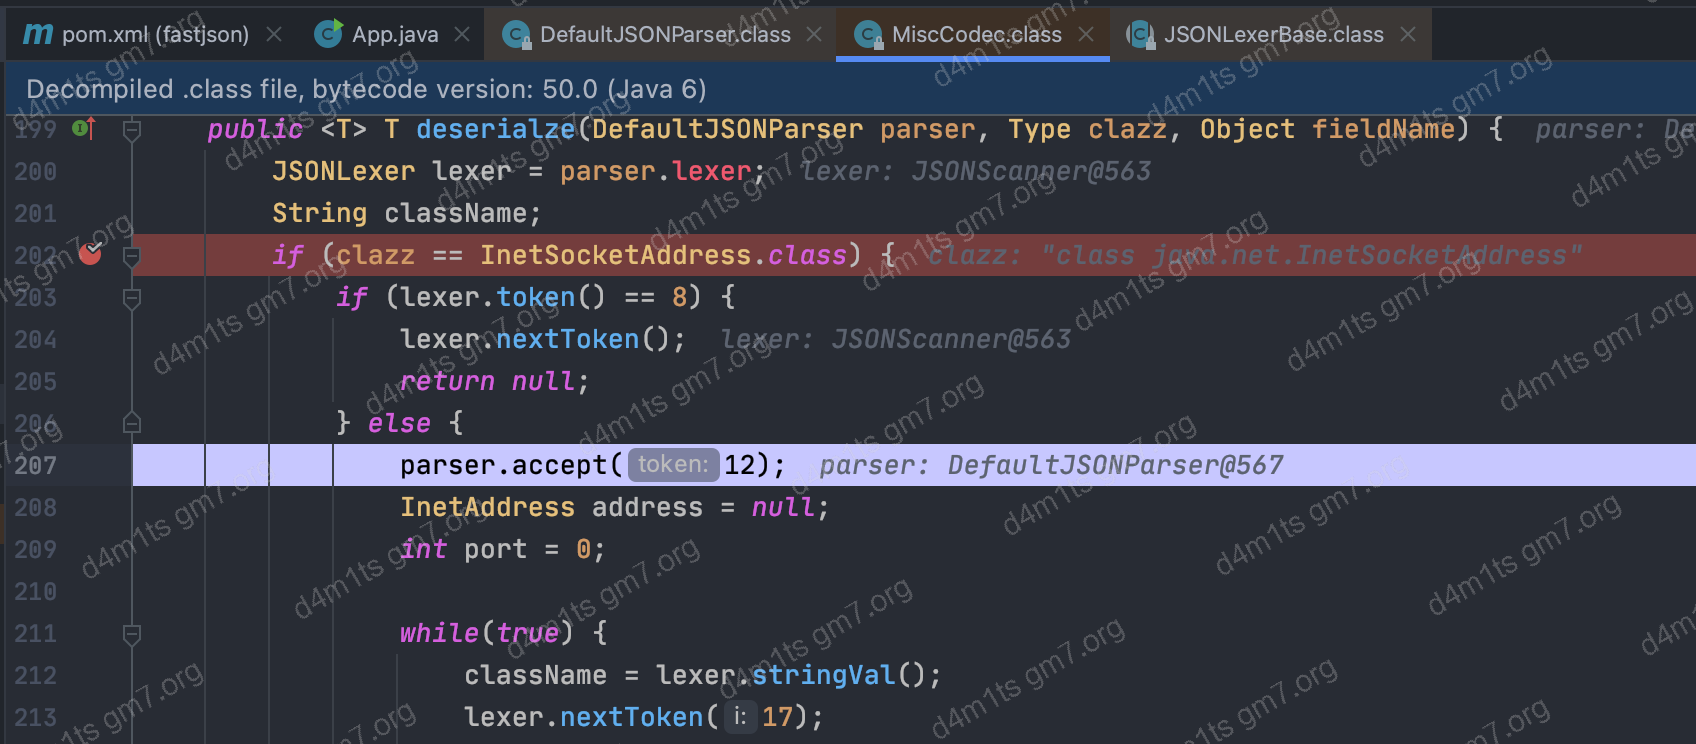 pom.xml (fastjson) App.java DefaultJSONParser.class MiscCodec.class JSONLexerBase.class
Decompiled .class file, bytecode version: 50.0 (Java 6)
199 public <T> T deserialze(DefaultJSONParser parser, Type clazz, Object fieldName) { parser: De
200 JSONLexer lexer = parser.lexer; lexer: JSONScanner@563
201 String className;
202 if (clazz == InetSocketAddress.class) { clazz: "class java.net.InetSocketAddress"
203 if (lexer.token() == 8) {
204 lexer.nextToken(); lexer: JSONScanner@563
205 return null;
206 } else {
207 parser.accept( token: 12); parser: DefaultJSONParser@567
208 InetAddress address = null;
209 int port = 0;
210
211 while(true) {
212 className = lexer.stringVal();
213 lexer.nextToken( i: 17);
d4m1ts gm7.org